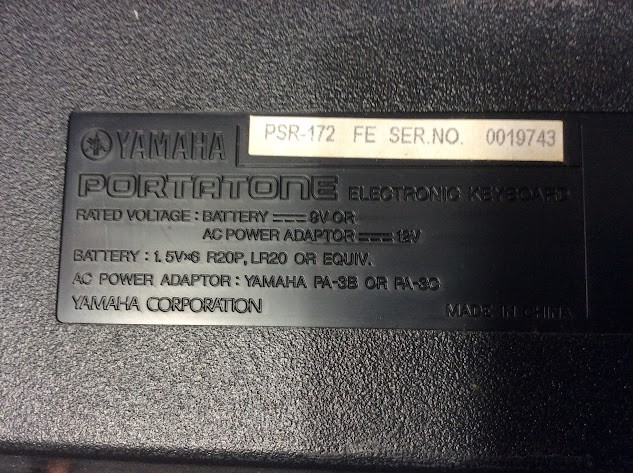 YAMAHA
PSR-172 FE SER.NO. 0019743
PORTATONE ELECTRONIC KEYBOARD
RATED VOLTAGE : BATTERY ⎓ 9V OR
AC POWER ADAPTOR ⎓ 12V
BATTERY : 1.5V×6 R20P, LR20 OR EQUIV.
AC POWER ADAPTOR : YAMAHA PA-3B OR PA-3C
YAMAHA CORPORATION
MADE IN CHINA